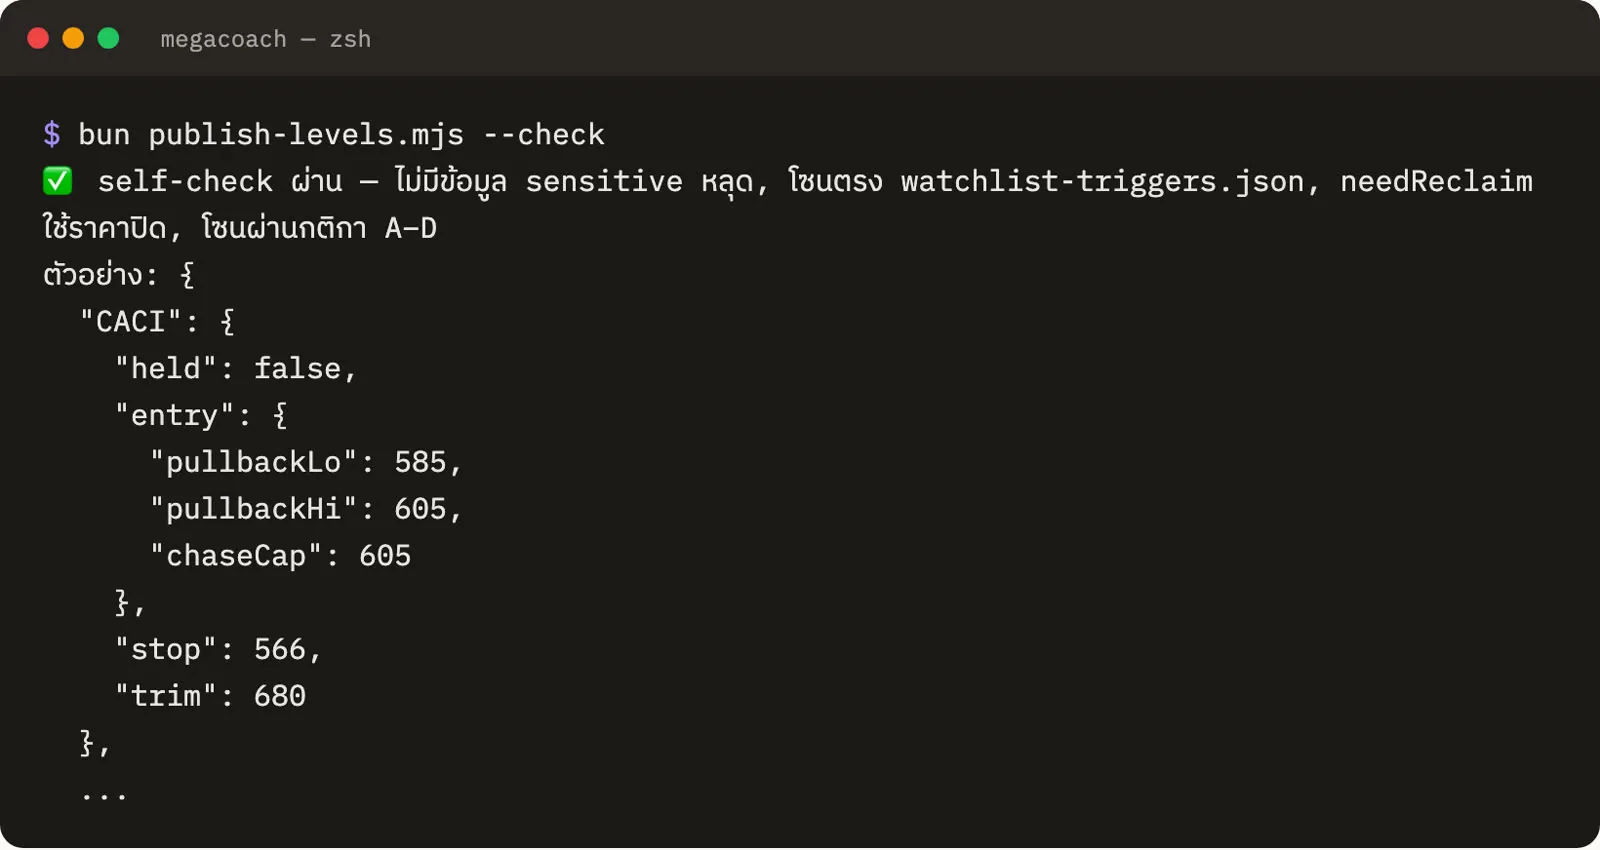 megacoach — zsh
$ bun publish-levels.mjs --check
✅ self-check ผ่าน — ไม่มีข้อมูล sensitive หลุด, โซนตรง watchlist-triggers.json, needReclaim
ใช้ราคาปิด, โซนผ่านกติกา A–D
ตัวอย่าง: {
  "CACI": {
    "held": false,
    "entry": {
      "pullbackLo": 585,
      "pullbackHi": 605,
      "chaseCap": 605
    },
    "stop": 566,
    "trim": 680
  },
  ...